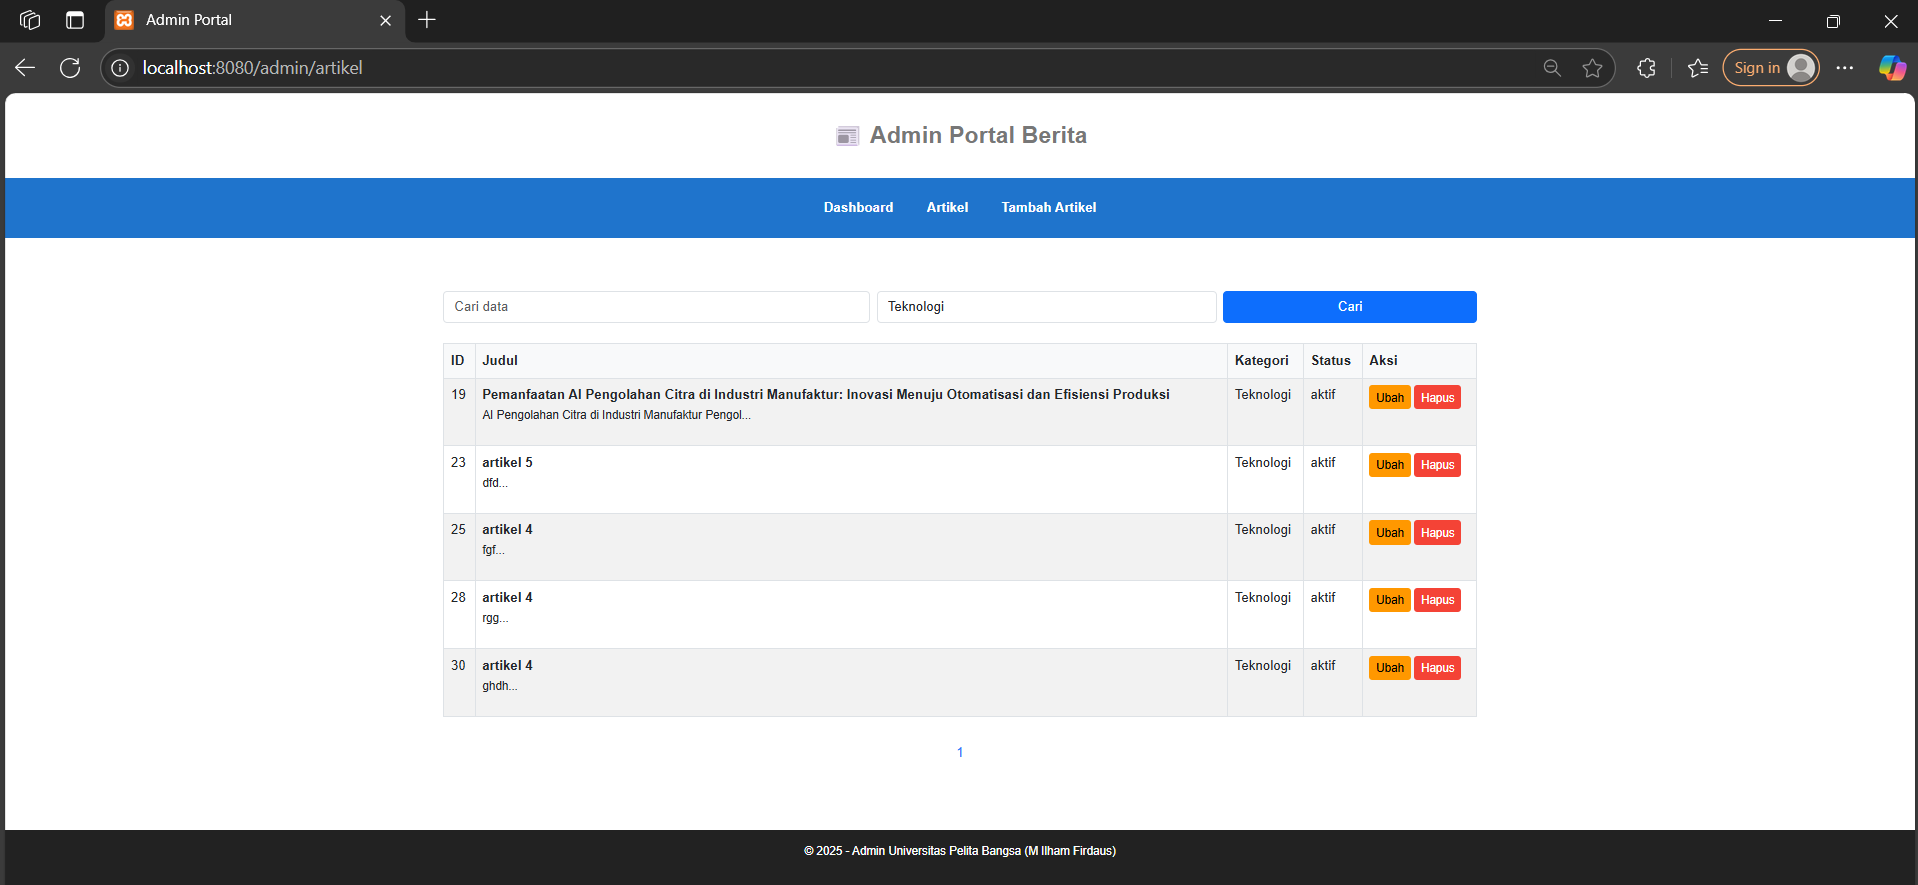 Admin Portal
localhost:8080/admin/artikel
Sign in
Admin Portal Berita
Dashboard Artikel Tambah Artikel
Cari data Teknologi Cari
ID Judul Kategori Status Aksi
19 Pemanfaatan AI Pengolahan Citra di Industri Manufaktur: Inovasi Menuju Otomatisasi dan Efisiensi Produksi Teknologi aktif Ubah Hapus
AI Pengolahan Citra di Industri Manufaktur Pengol...
23 artikel 5 Teknologi aktif Ubah Hapus
dfd...
25 artikel 4 Teknologi aktif Ubah Hapus
fgf...
28 artikel 4 Teknologi aktif Ubah Hapus
rgg...
30 artikel 4 Teknologi aktif Ubah Hapus
ghdh...
1
© 2025 - Admin Universitas Pelita Bangsa (M Ilham Firdaus)